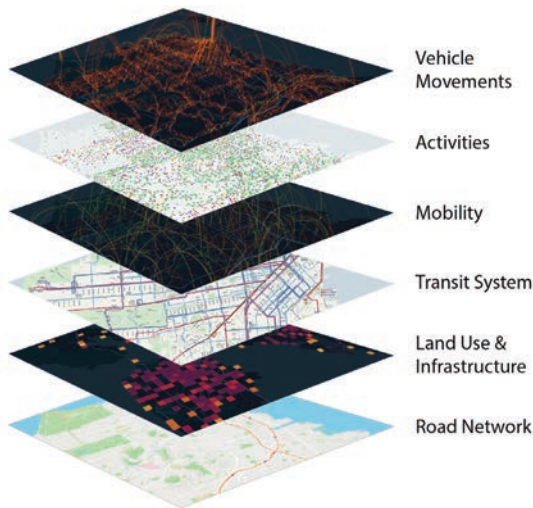 Vehicle
Movements
Activities
Mobility
Transit System
Land Use &
Infrastructure
Road Network